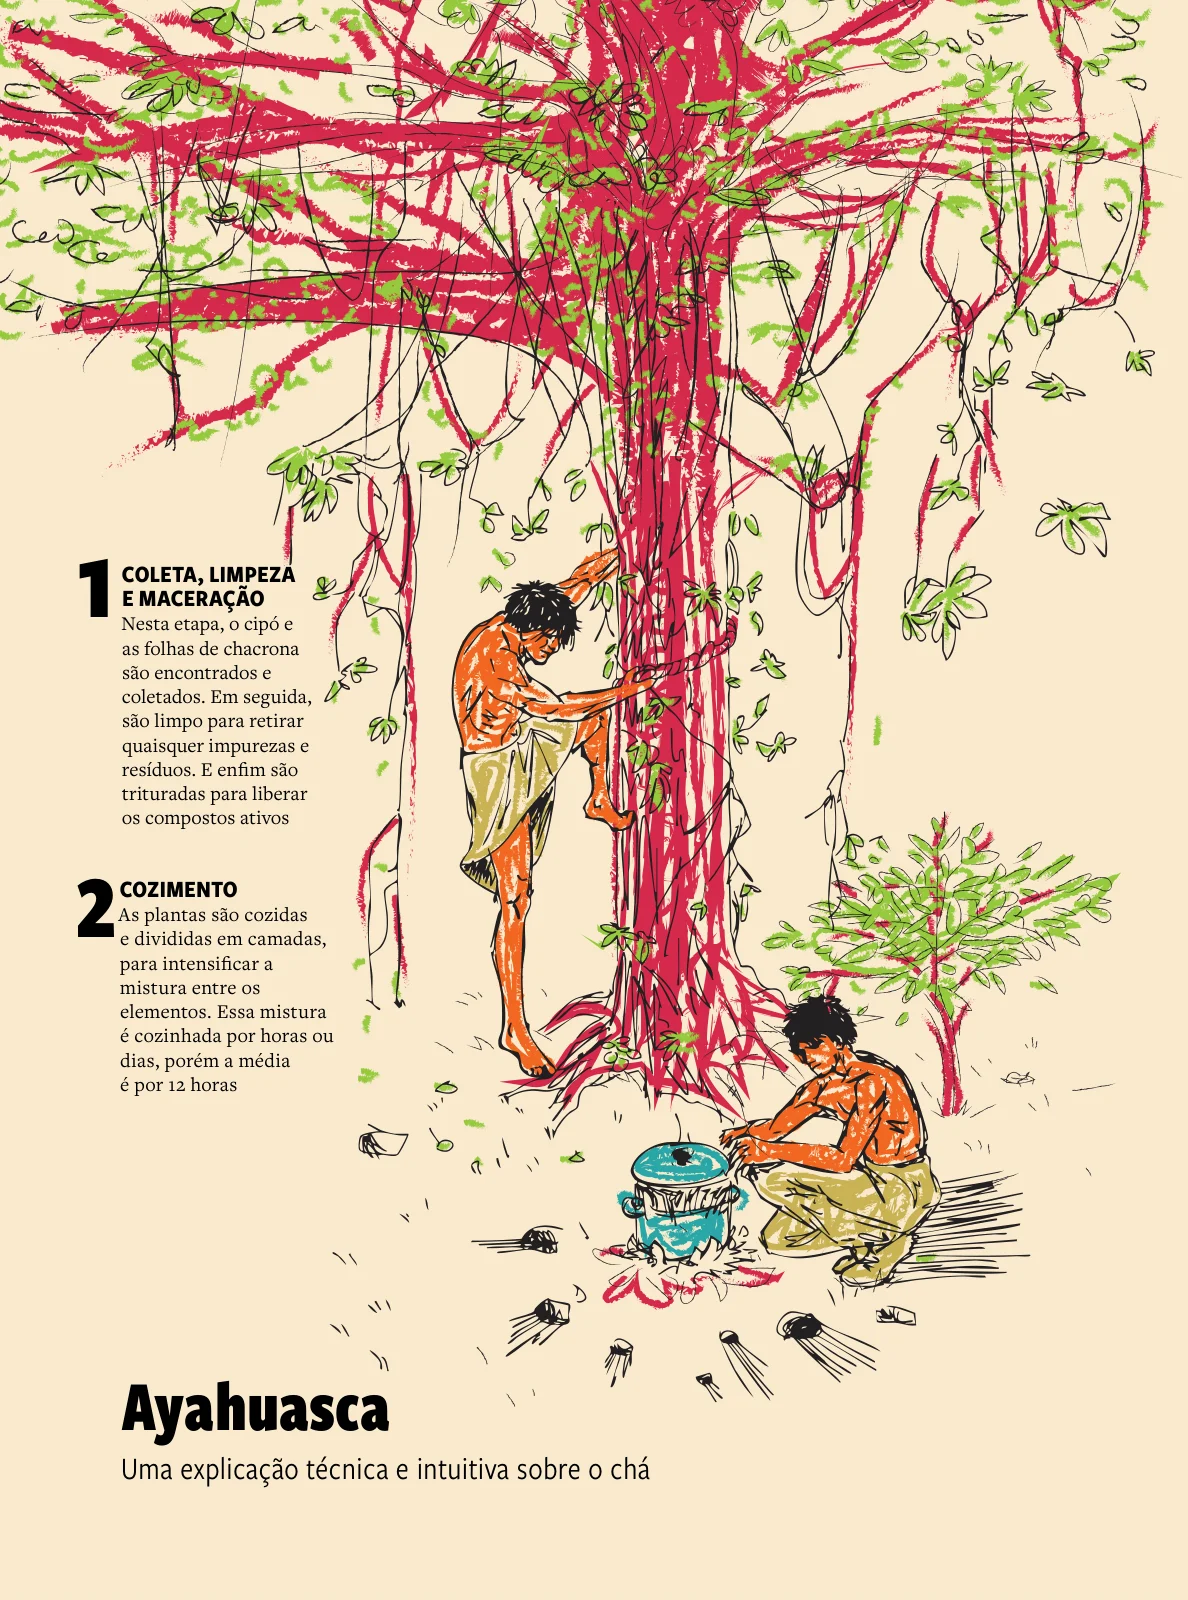 1 COLETA, LIMPEZA
E MACERAÇÃO
Nesta etapa, o cipó e
as folhas de chacrona
são encontrados e
coletados. Em seguida,
são limpo para retirar
quaisquer impurezas e
resíduos. E enfim são
trituradas para liberar
os compostos ativos
2 COZIMENTO
As plantas são cozidas
e divididas em camadas,
para intensificar a
mistura entre os
elementos. Essa mistura
é cozinhada por horas ou
dias, porém a média
é por 12 horas
Ayahuasca
Uma explicação técnica e intuitiva sobre o chá